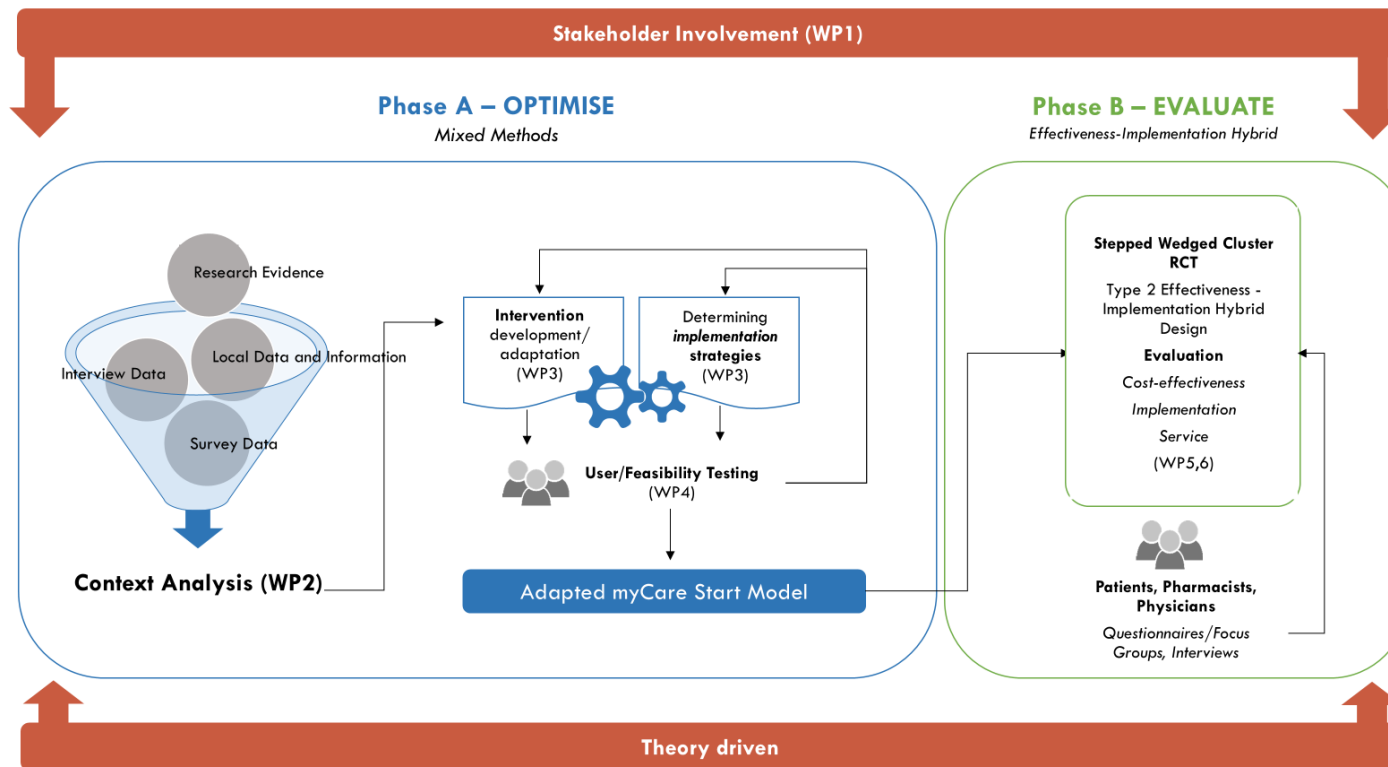 Stakeholder Involvement (WP1)
Phase A – OPTIMISE
Mixed Methods
Phase B – EVALUATE
Effectiveness-Implementation Hybrid
Research Evidence
Local Data and Information
Interview Data
Survey Data
Context Analysis (WP2)
Intervention
development/
adaptation
(WP3)
Determining
implementation
strategies
(WP3)
User/Feasibility Testing
(WP4)
Adapted myCare Start Model
Stepped Wedged Cluster
RCT
Type 2 Effectiveness -
Implementation Hybrid
Design
Evaluation
Cost-effectiveness
Implementation
Service
(WP5,6)
Patients, Pharmacists,
Physicians
Questionnaires/Focus
Groups, Interviews
Theory driven